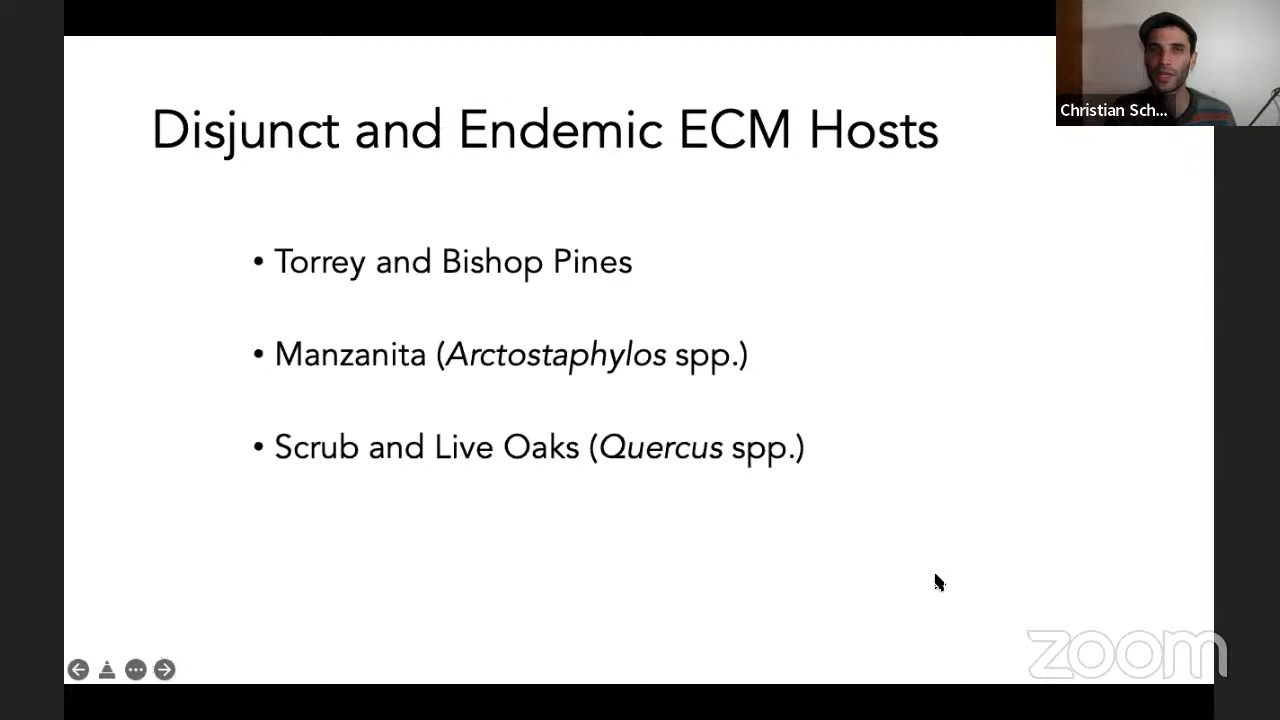 Christian Sch...
Disjunct and Endemic ECM Hosts
• Torrey and Bishop Pines
• Manzanita (Arctostaphylos spp.)
• Scrub and Live Oaks (Quercus spp.)
zoom